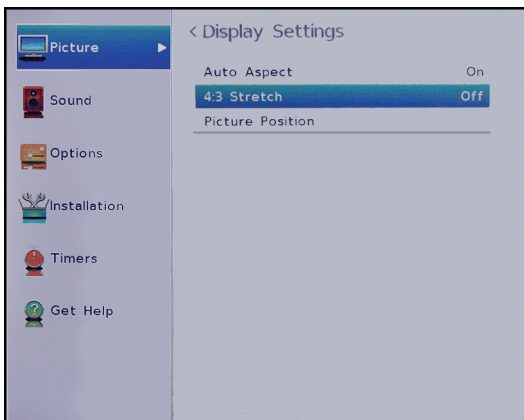 Picture
Sound
Options
Installation
Timers
Get Help
< Display Settings
Auto Aspect On
4:3 Stretch Off
Picture Position